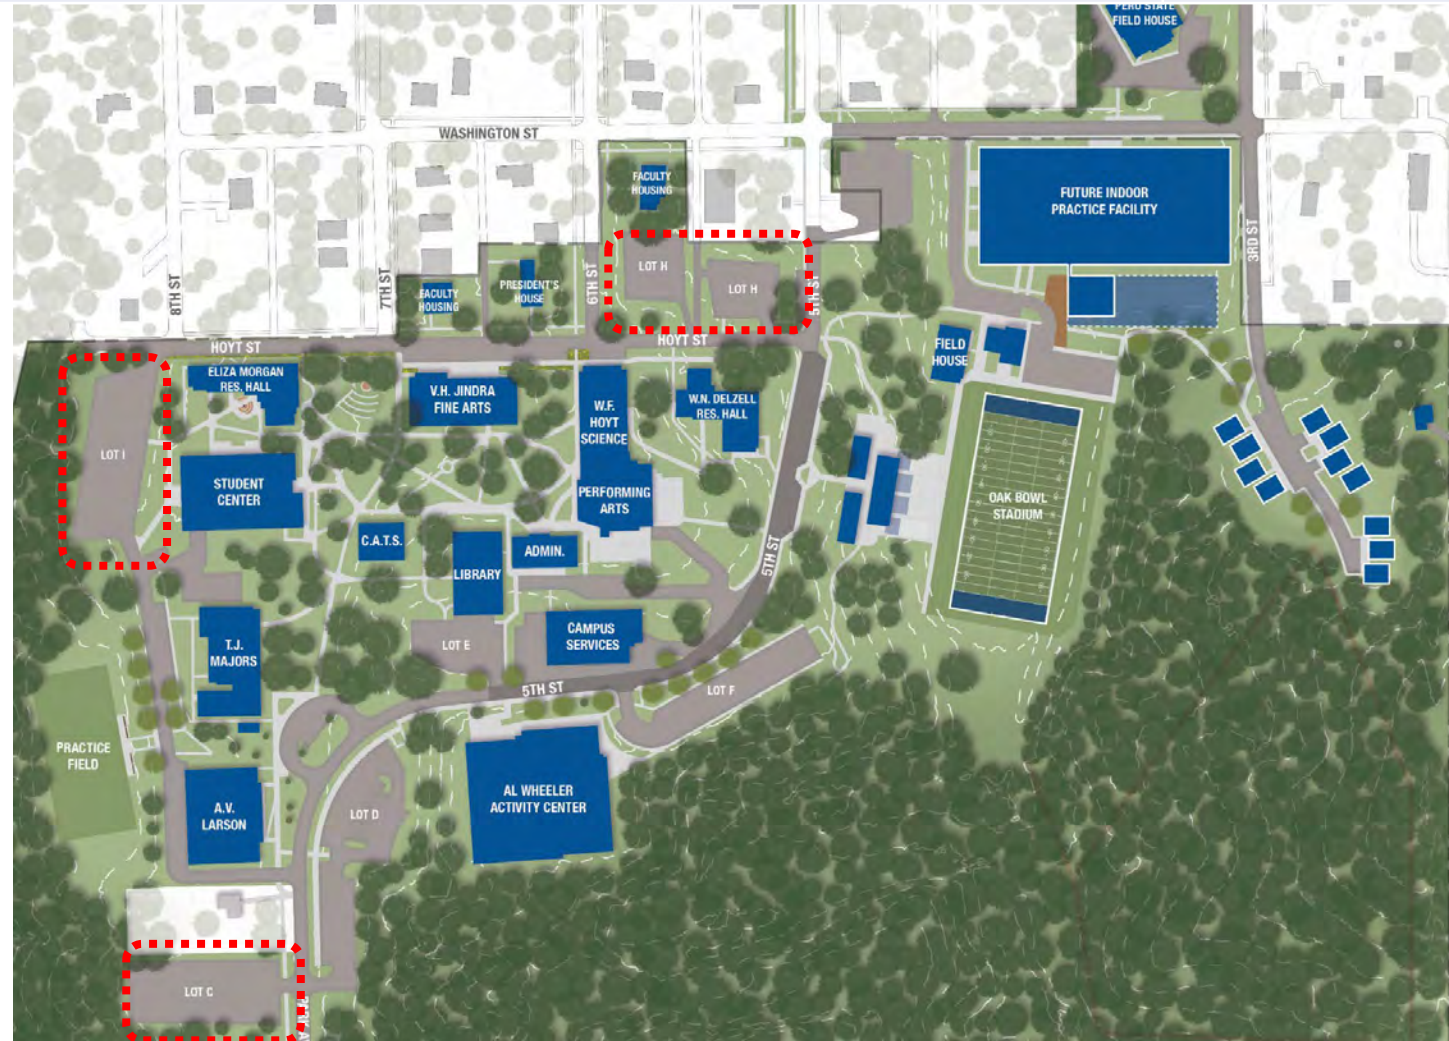 PERU STATE
FIELD HOUSE
WASHINGTON ST
FACULTY
HOUSING
FUTURE INDOOR
PRACTICE FACILITY
3RD ST
8TH ST
7TH ST
6TH ST
5TH ST
LOT H
LOT H
FACULTY
HOUSING
PRESIDENT'S
HOUSE
HOYT ST
HOYT ST
FIELD
HOUSE
ELIZA MORGAN
RES. HALL
V.H. JINDRA
FINE ARTS
W.F.
HOYT
SCIENCE
W.N. DELZELL
RES. HALL
LOT I
STUDENT
CENTER
PERFORMING
ARTS
OAK BOWL
STADIUM
C.A.T.S.
ADMIN.
LIBRARY
5TH ST
T.J.
MAJORS
LOT E
CAMPUS
SERVICES
5TH ST
LOT F
PRACTICE
FIELD
A.V.
LARSON
LOT D
AL WHEELER
ACTIVITY CENTER
LOT C